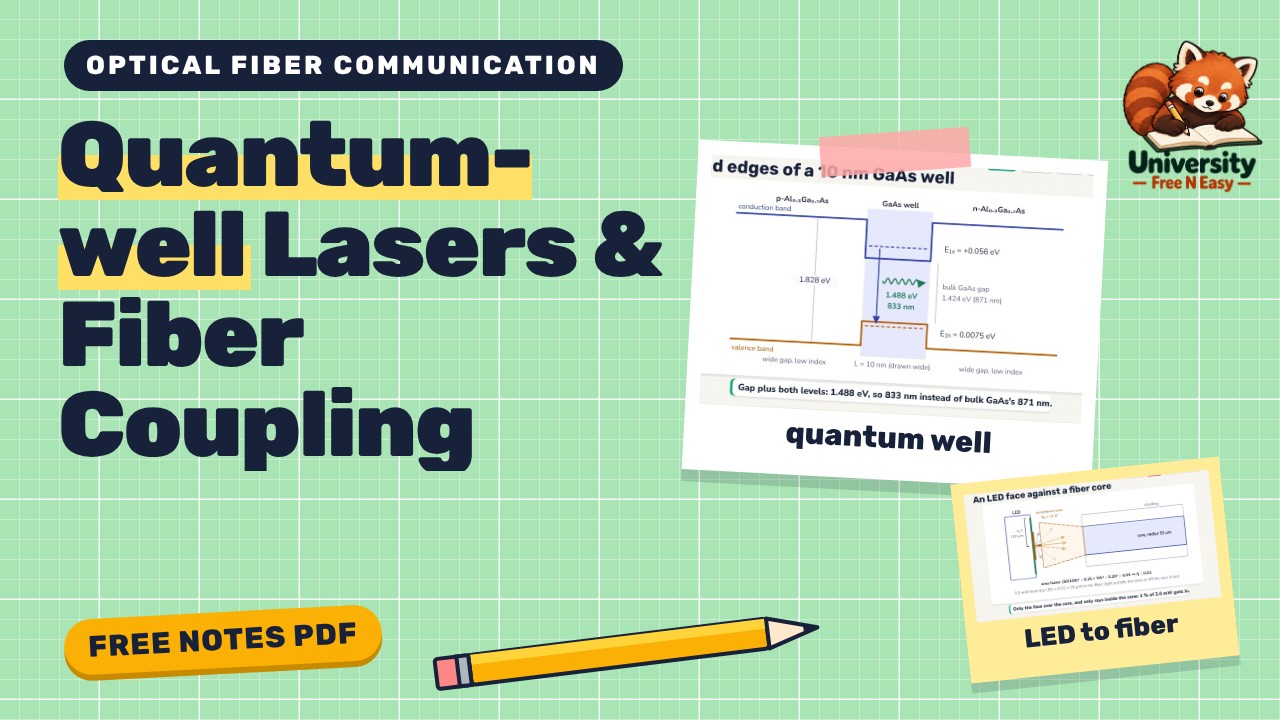 OPTICAL FIBER COMMUNICATION
Quantum-
well Lasers &
Fiber
Coupling
FREE NOTES PDF
University
Free N Easy
d edges of a 10 nm GaAs well
p-Al₀.₃Ga₀.₇As
GaAs well
n-Al₀.₃Ga₀.₇As
conduction band
E₁ₑ = +0.056 eV
1.828 eV
1.488 eV
833 nm
bulk GaAs gap
1.424 eV (871 nm)
E₁ₕ = 0.0075 eV
valence band
wide gap, low index
L = 10 nm (drawn wide)
wide gap, low index
Gap plus both levels: 1.488 eV, so 833 nm instead of bulk GaAs's 871 nm.
quantum well
An LED face against a fiber core
LED
cladding
core, radius 50 µm
Only the face over the core, and only rays inside the cone: 1 % of 2.0 mW gets in.
LED to fiber